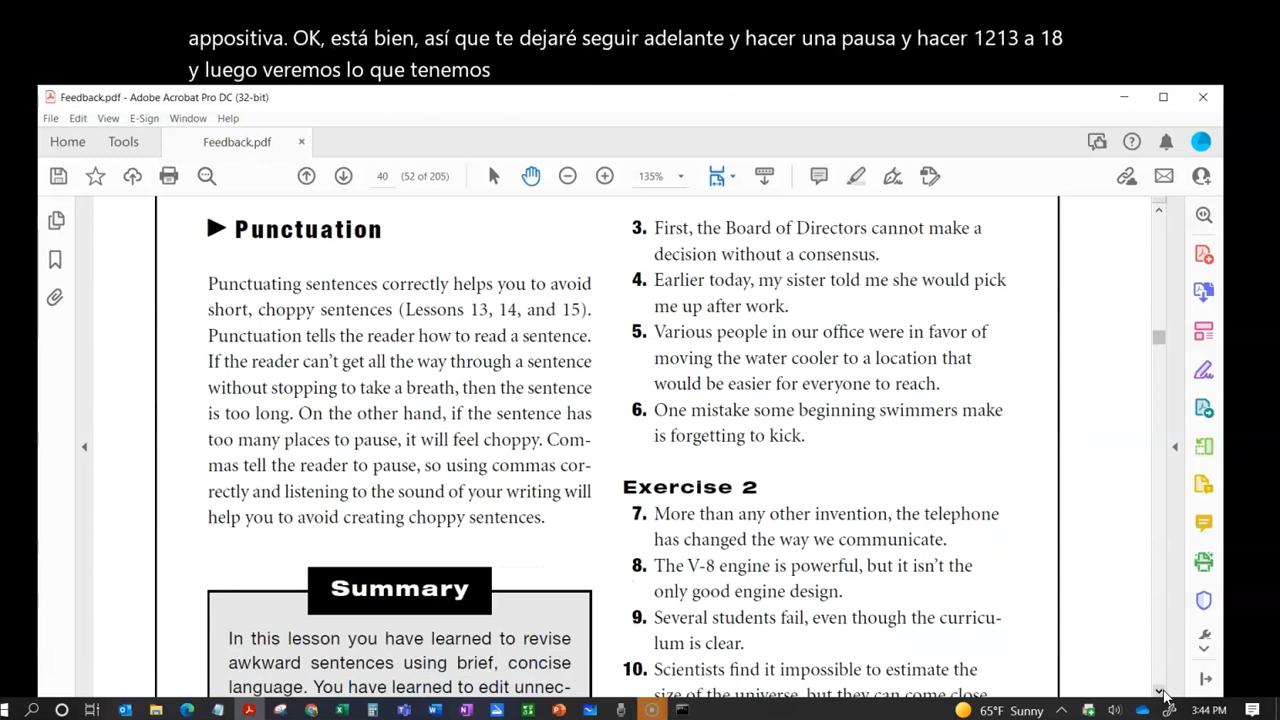 appositiva. OK, está bien, así que te dejaré seguir adelante y hacer una pausa y hacer 1213 a 18
y luego veremos lo que tenemos
Feedback.pdf - Adobe Acrobat Pro DC (32-bit)
File Edit View E-Sign Window Help
Home Tools Feedback.pdf ×
40 (52 of 205) 135%
Punctuation
Punctuating sentences correctly helps you to avoid
short, choppy sentences (Lessons 13, 14, and 15).
Punctuation tells the reader how to read a sentence.
If the reader can't get all the way through a sentence
without stopping to take a breath, then the sentence
is too long. On the other hand, if the sentence has
too many places to pause, it will feel choppy. Com-
mas tell the reader to pause, so using commas cor-
rectly and listening to the sound of your writing will
help you to avoid creating choppy sentences.
Summary
In this lesson you have learned to revise
awkward sentences using brief, concise
language. You have learned to edit unnec-
3. First, the Board of Directors cannot make a
decision without a consensus.
4. Earlier today, my sister told me she would pick
me up after work.
5. Various people in our office were in favor of
moving the water cooler to a location that
would be easier for everyone to reach.
6. One mistake some beginning swimmers make
is forgetting to kick.
Exercise 2
7. More than any other invention, the telephone
has changed the way we communicate.
8. The V-8 engine is powerful, but it isn't the
only good engine design.
9. Several students fail, even though the curricu-
lum is clear.
10. Scientists find it impossible to estimate the
size of the universe, but they can come close
65°F Sunny 3:44 PM